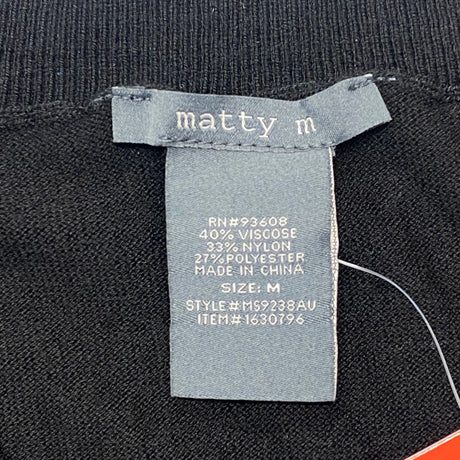 matty m
RN#93608
40% VISCOSE
33% NYLON
27% POLYESTER
MADE IN CHINA
SIZE: M
STYLE#M59238AU
ITEM#1630796